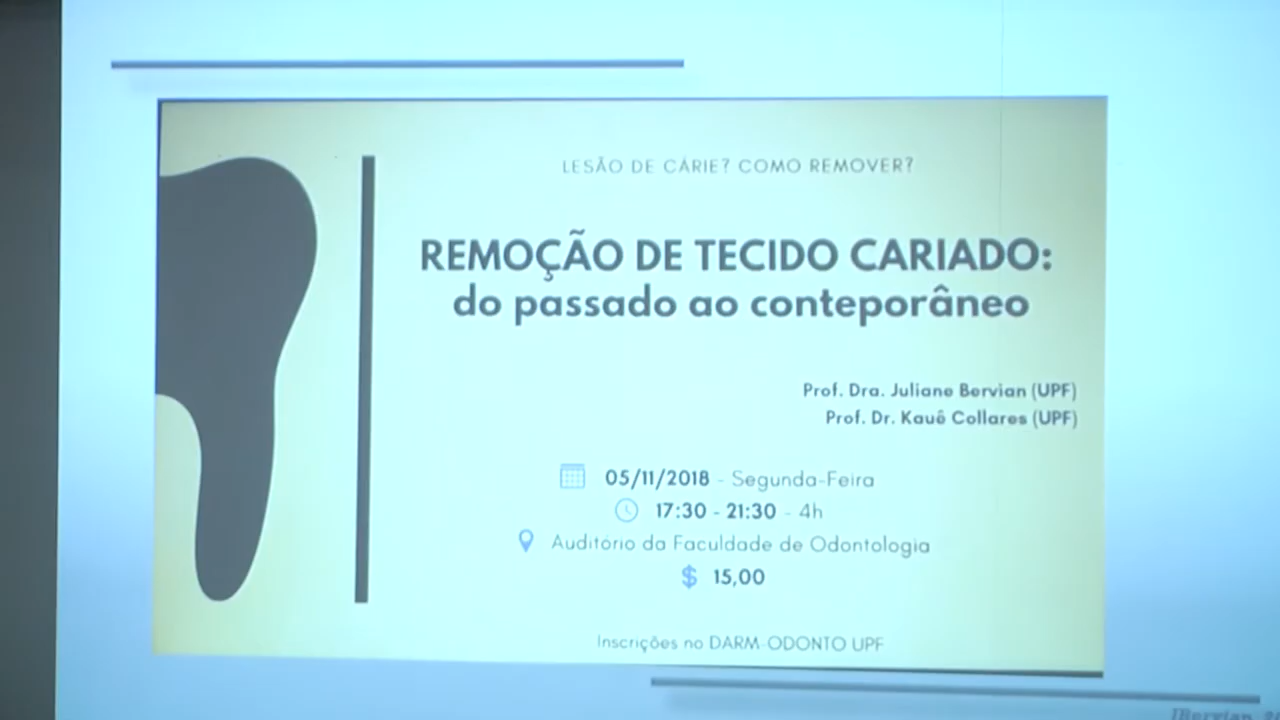 LESÃO DE CÁRIE? COMO REMOVER?
REMOÇÃO DE TECIDO CARIADO:
do passado ao conteporâneo
Prof. Dra. Juliane Bervian (UPF)
Prof. Dr. Kauê Collares (UPF)
05/11/2018 - Segunda-Feira
17:30 - 21:30 - 4h
Auditório da Faculdade de Odontologia
$ 15,00
Inscrições no DARM-ODONTO UPF